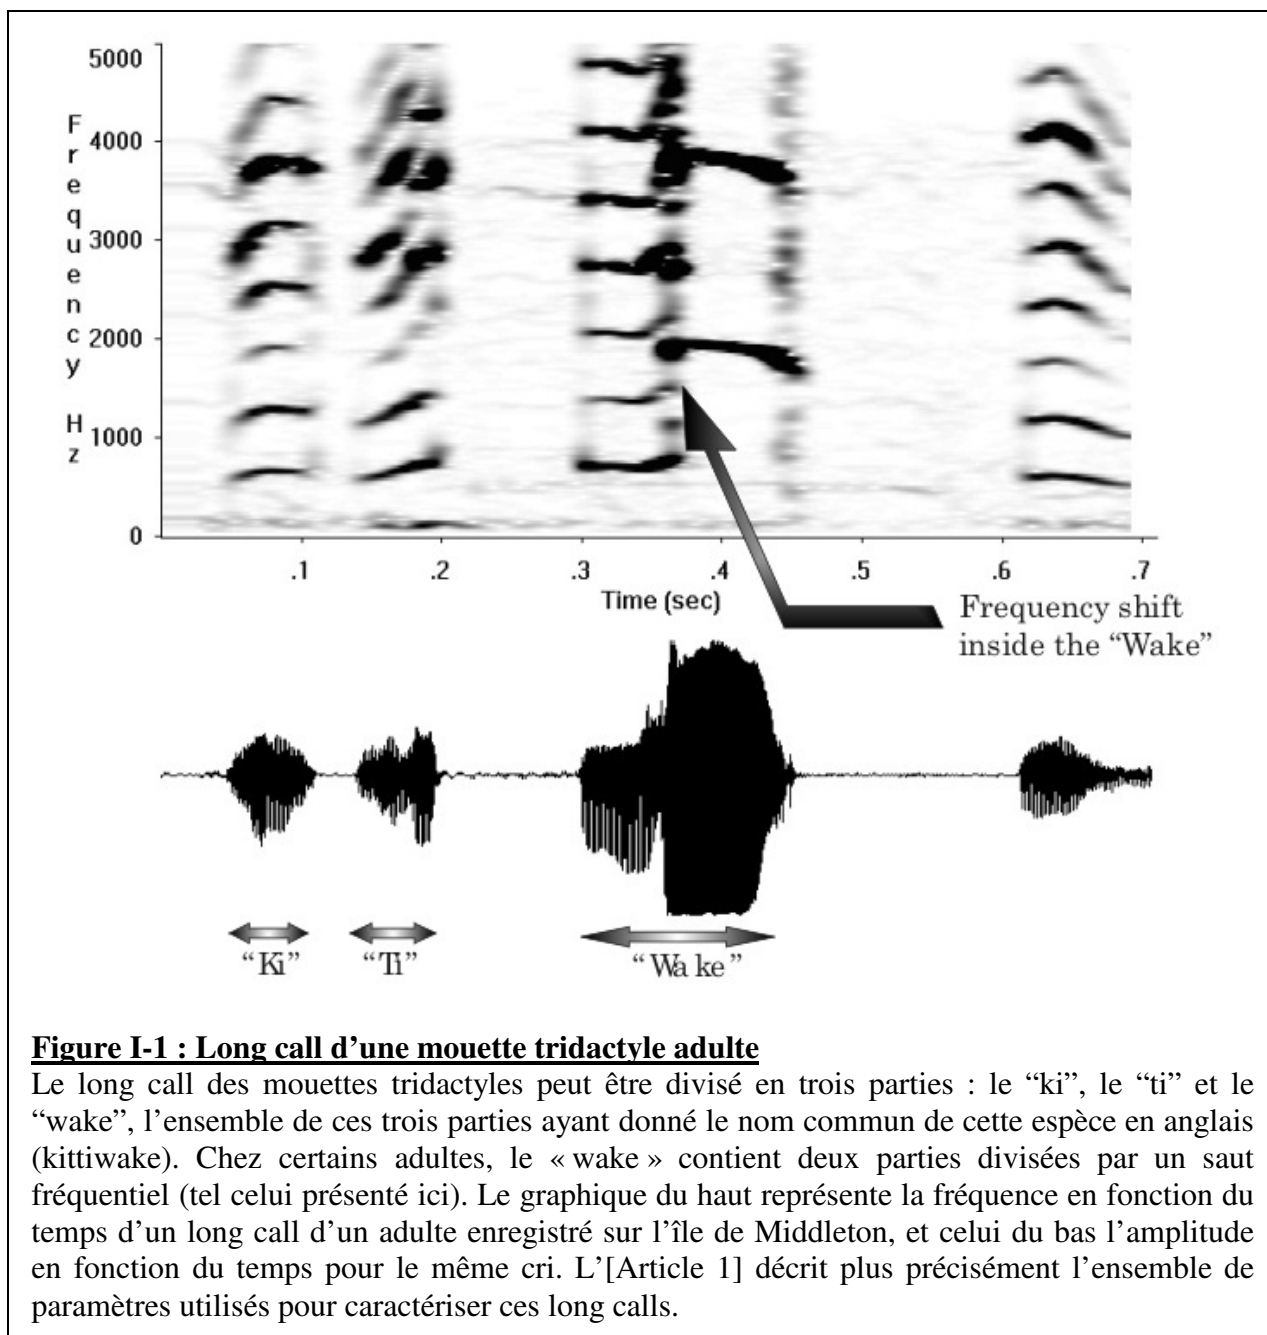 5000
4000
3000
2000
1000
0
Frequency Hz
.1 .2 .3 .4 .5 .6 .7
Time (sec)
Frequency shift
inside the “Wake”
“Ki” “Ti” “Wake”
Figure I-1 : Long call d’une mouette tridactyle adulte
Le long call des mouettes tridactyles peut être divisé en trois parties : le “ki”, le “ti” et le
“wake”, l’ensemble de ces trois parties ayant donné le nom commun de cette espèce en anglais
(kittiwake). Chez certains adultes, le « wake » contient deux parties divisées par un saut
fréquentiel (tel celui présenté ici). Le graphique du haut représente la fréquence en fonction du
temps d’un long call d’un adulte enregistré sur l’île de Middleton, et celui du bas l’amplitude
en fonction du temps pour le même cri. L’[Article 1] décrit plus précisément l’ensemble de
paramètres utilisés pour caractériser ces long calls.